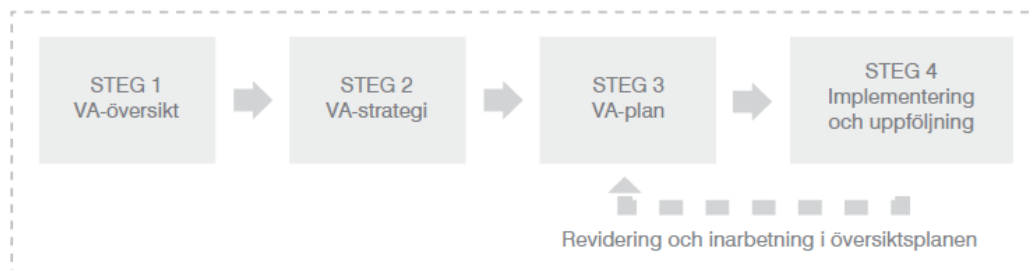 STEG 1
VA-översikt
STEG 2
VA-strategi
STEG 3
VA-plan
STEG 4
Implementering
och uppföljning
Revidering och inarbetning i översiktsplanen